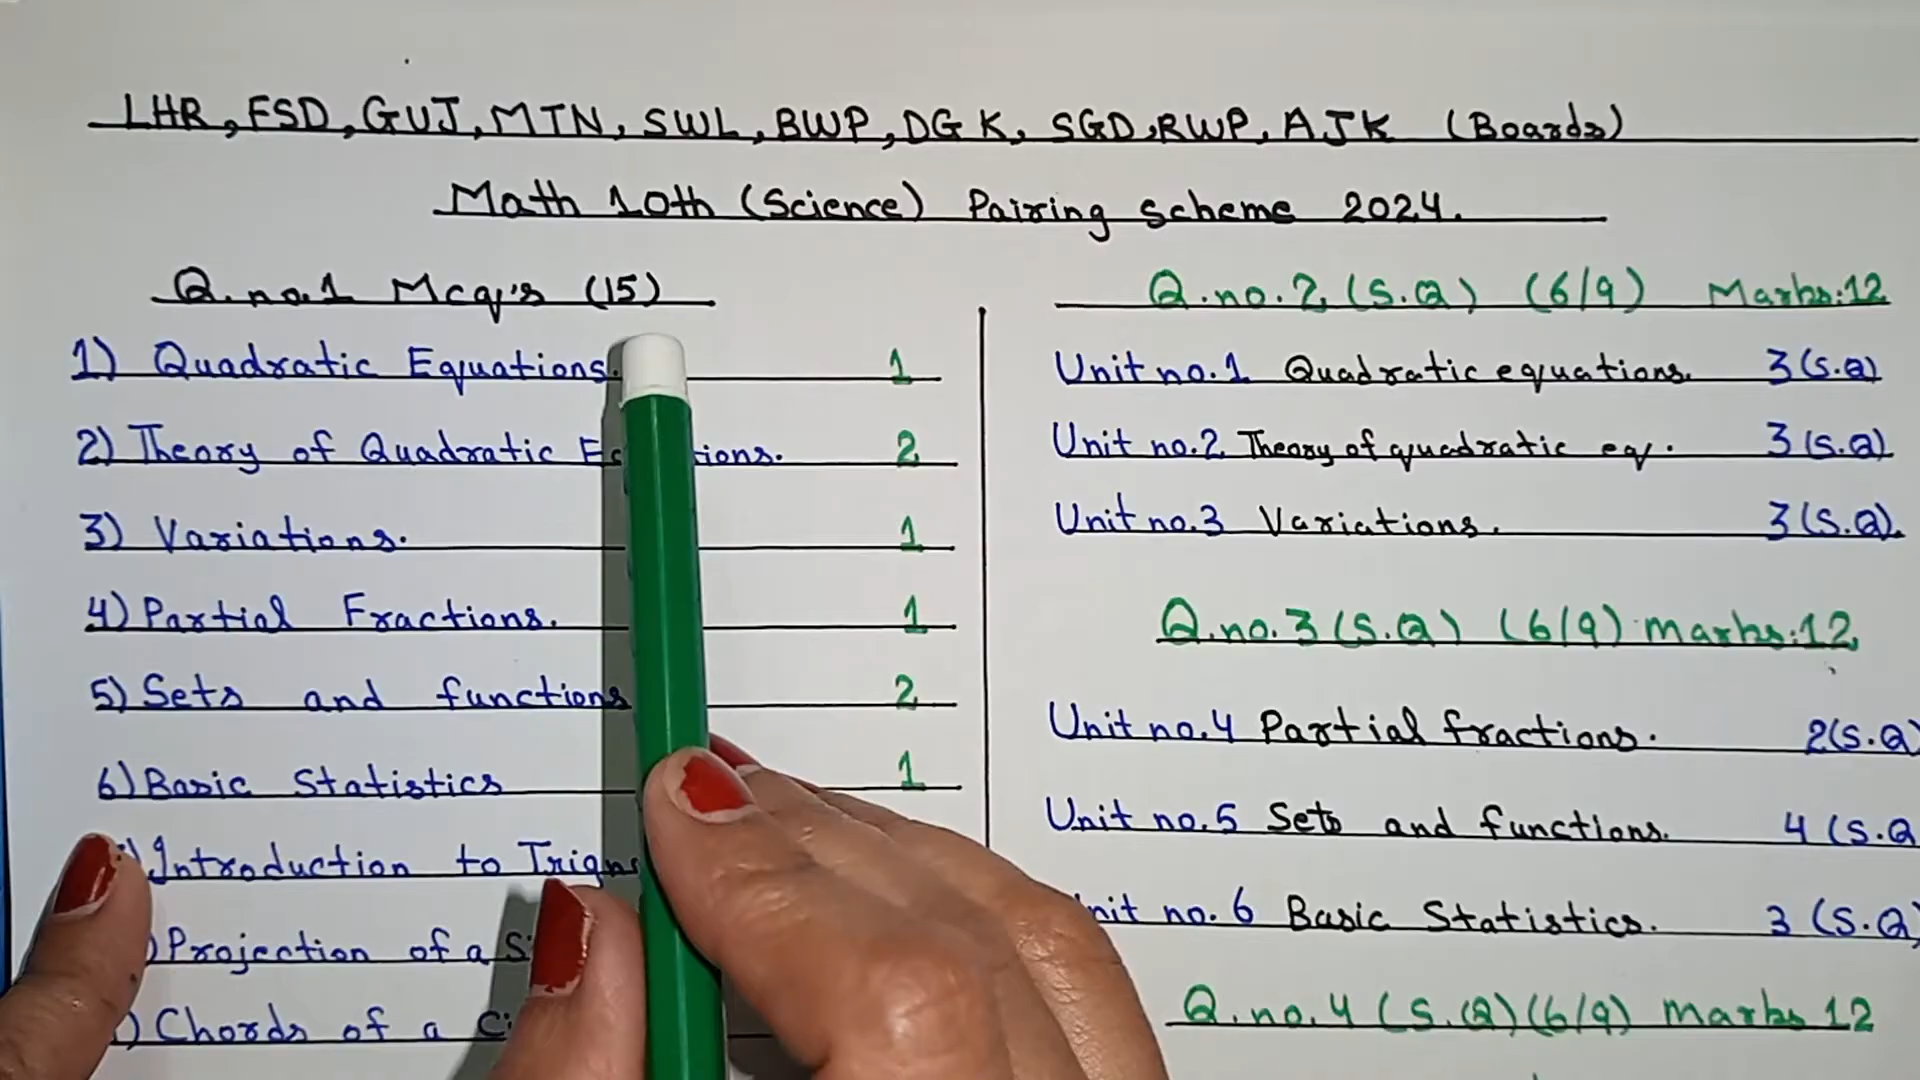 LHR, FSD, GUJ, MTN, SWL, BWP, DGK, SGD, RWP, AJK (Boards)
Math 10th (Science) Pairing Scheme 2024.
Q.no.1 Mcq's (15)
1) Quadratic Equations. 1
2) Theory of Quadratic 2
3) Variations. 1
4) Partial Fractions. 1
5) Sets and functions 2
6) Basic Statistics 1
Introduction to
Projection of a
Chords of a
Q.no.2 (S.Q) (6/9) Marks:12
Unit no.1 Quadratic equations. 3(S.Q)
Unit no.2 Theory of quadratic eq. 3(S.Q)
Unit no.3 Variations. 3(S.Q).
Q.no.3 (S.Q) (6/9) Marks:12
Unit no.4 Partial fractions. 2(S.Q)
Unit no.5 Sets and functions. 4(S.Q
Unit no.6 Basic Statistics. 3(S.Q)
Q.no.4 (S.Q) (6/9) Marks 12